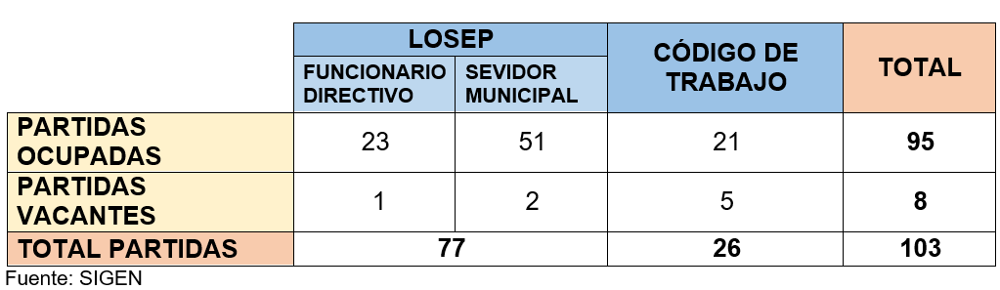 LOSEP
CÓDIGO DE
TRABAJO
TOTAL
FUNCIONARIO
DIRECTIVO
SEVIDOR
MUNICIPAL
PARTIDAS
OCUPADAS
23 51 21 95
PARTIDAS
VACANTES
1 2 5 8
TOTAL PARTIDAS 77 26 103
Fuente: SIGEN